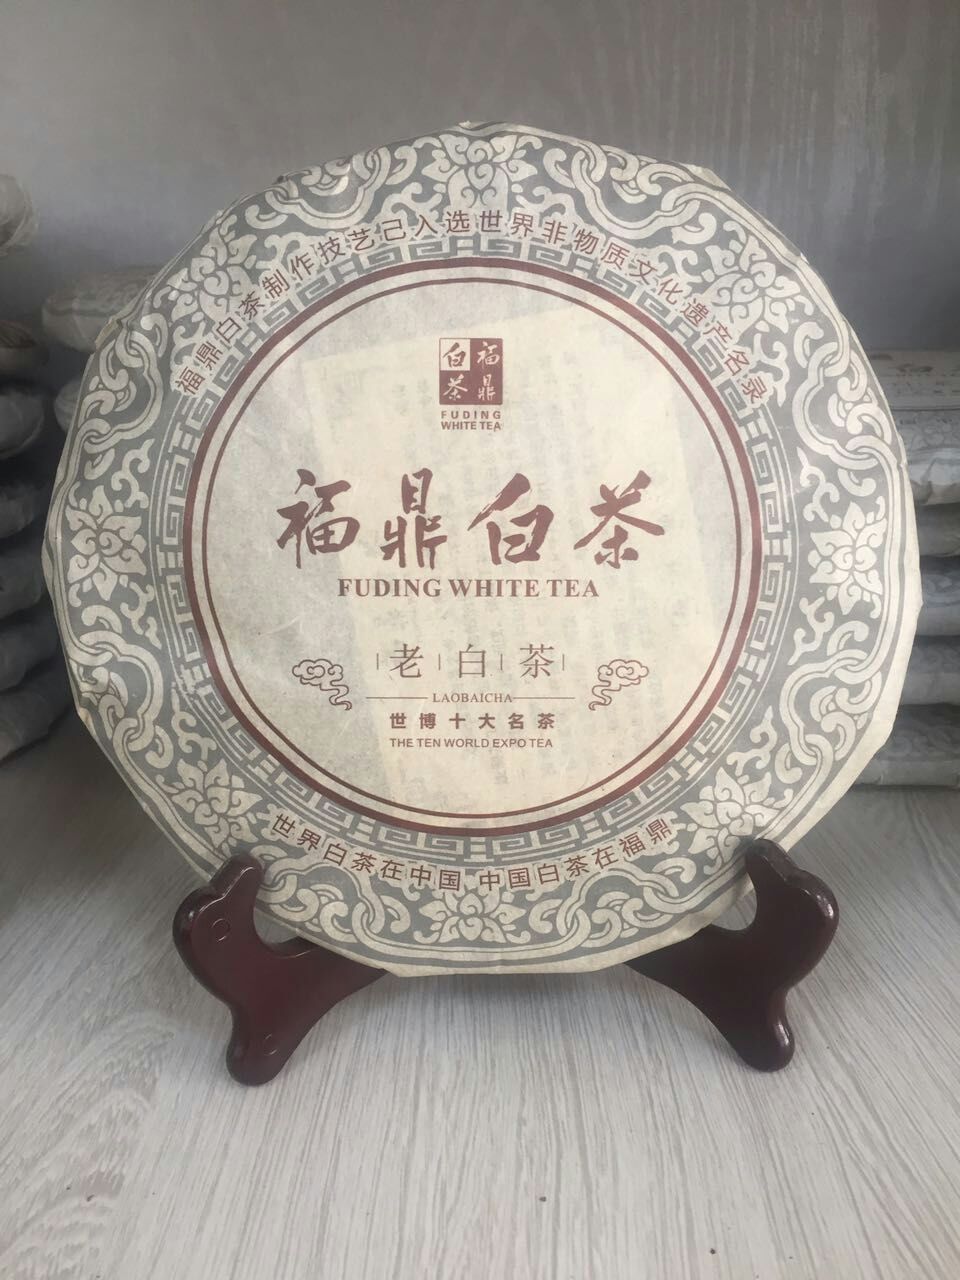 福鼎白茶制作技艺己入选世界非物质文化遗产名录
福鼎
白茶
FUDING
WHITE TEA
福鼎白茶
FUDING WHITE TEA
老白茶
LAOBAICHA
世博十大名茶
THE TEN WORLD EXPO TEA
世界白茶在中国 中国白茶在福鼎